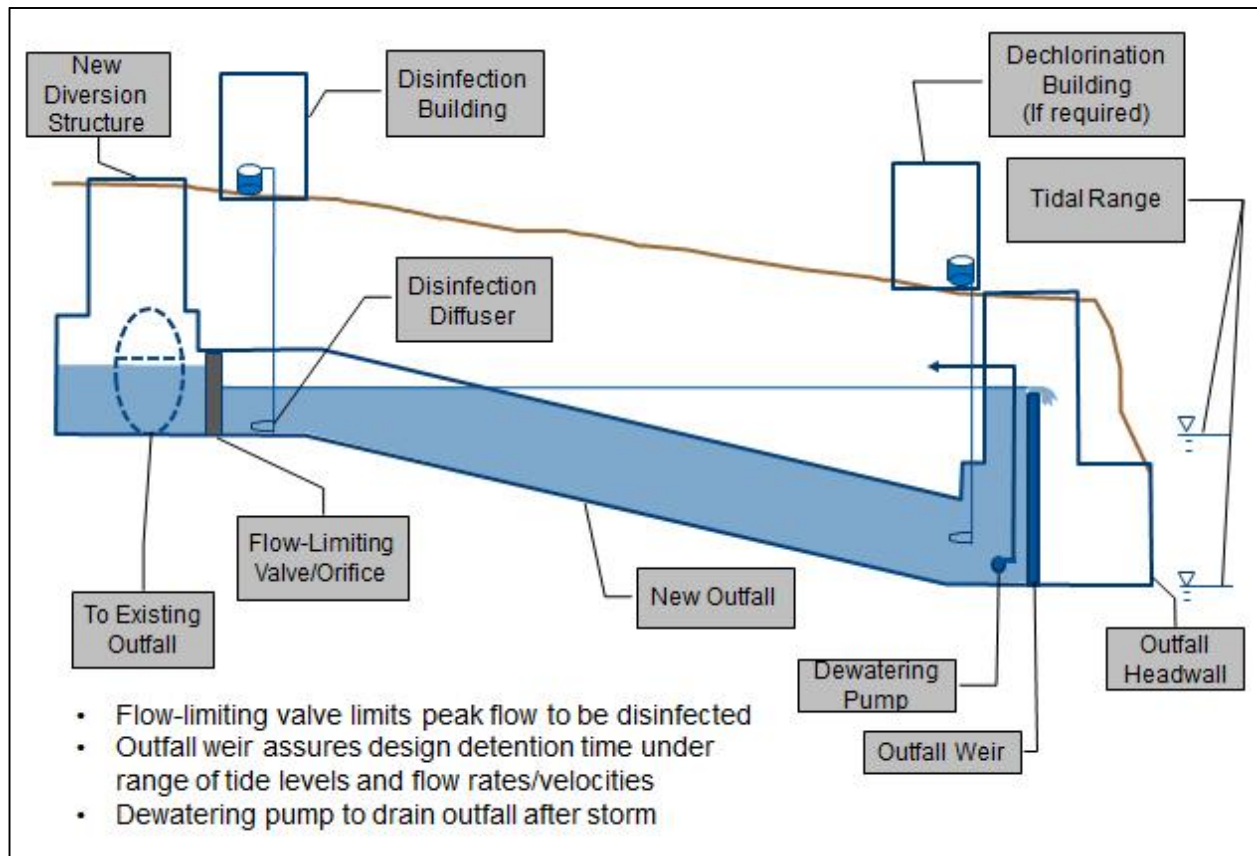 New
Diversion
Structure
Disinfection
Building
Dechlorination
Building
(If required)
Tidal Range
Disinfection
Diffuser
Flow-Limiting
Valve/Orifice
To Existing
Outfall
New Outfall
Dewatering
Pump
Outfall
Headwall
Outfall Weir
• Flow-limiting valve limits peak flow to be disinfected
• Outfall weir assures design detention time under
range of tide levels and flow rates/velocities
• Dewatering pump to drain outfall after storm